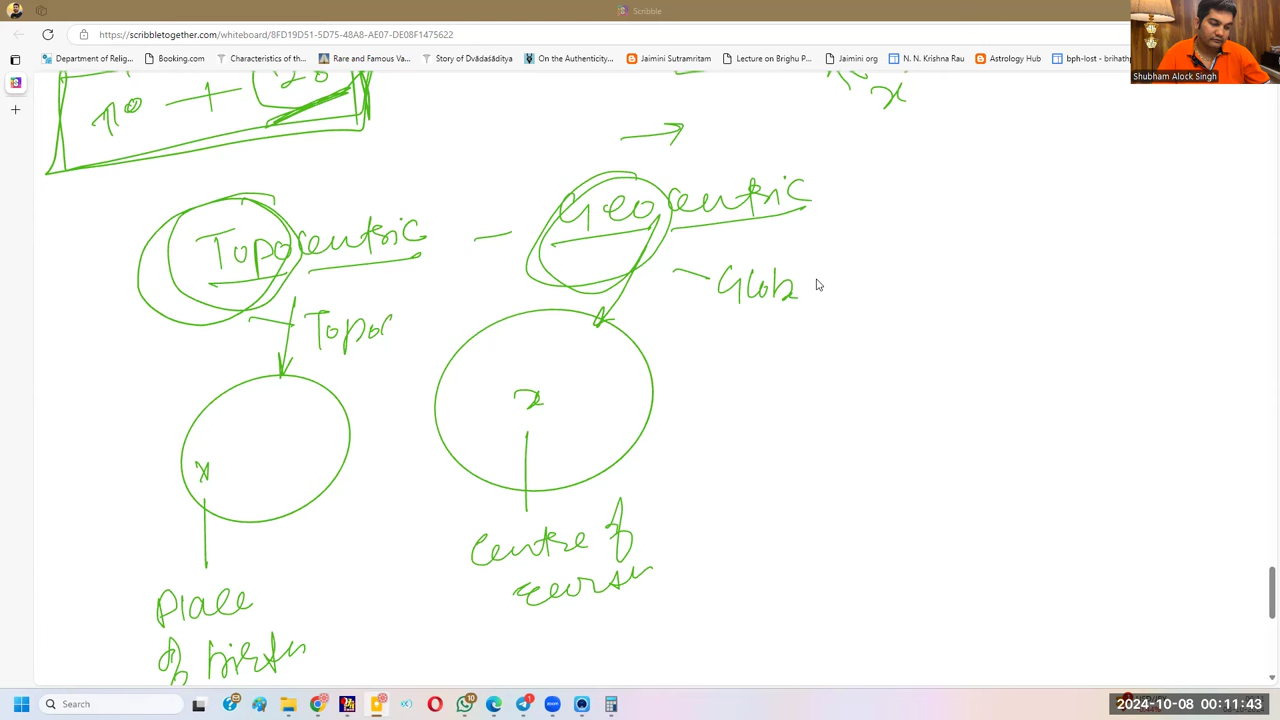 Scribble
https://scribbletogether.com/whiteboard/8FD19D51-5D75-48A8-AE07-DE08F1475622
Department of Relig...
Booking.com
Characteristics of the...
Rare and Famous Va...
Story of Dvādaśāditya
On the Authenticity...
Jaimini Sutramritam
Lecture on Brighu P...
Jaimini org
N. N. Krishna Rau
Astrology Hub
bph-lost - brihathp
Shubham Alock Singh
Topocentric - Geocentric
Glob
Topo
Centre of
Place
of birth
Search
2024-10-08 00:11:43